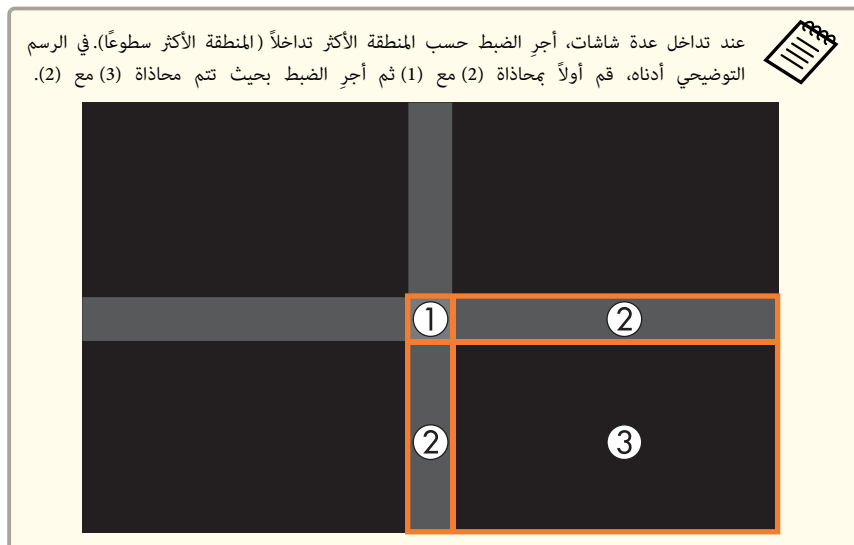 عند تداخل عدة شاشات، أجرِ الضبط حسب المنطقة الأكثر تداخلاً (المنطقة الأكثر سطوعًا). في الرسم
التوضيحي أدناه، قم أولاً بمحاذاة (2) مع (1) ثم أجرِ الضبط بحيث تتم محاذاة (3) مع (2).
1 2
2 3